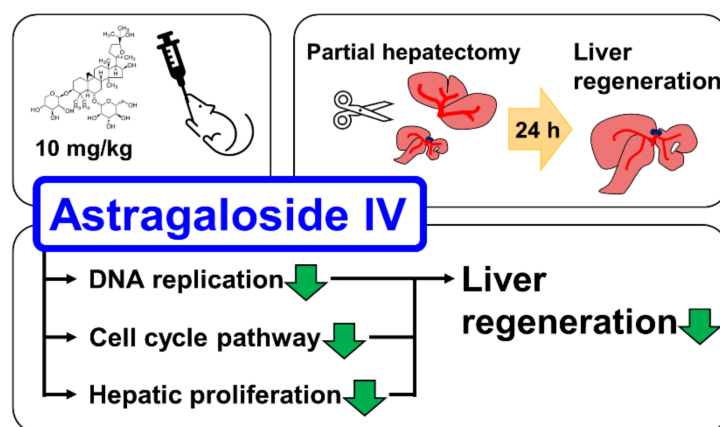 10 mg/kg
Partial hepatectomy
24 h
Liver
regeneration
Astragaloside IV
DNA replication
Cell cycle pathway
Hepatic proliferation
Liver
regeneration